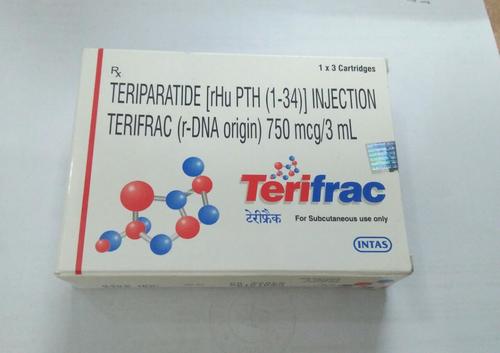 Rx
1 x 3 Cartridges
TERIPARATIDE [rHu PTH (1-34)] INJECTION
TERIFRAC (r-DNA origin) 750 mcg/3 mL
Terifrac
टेरीफ्रैक
For Subcutaneous use only
INTAS